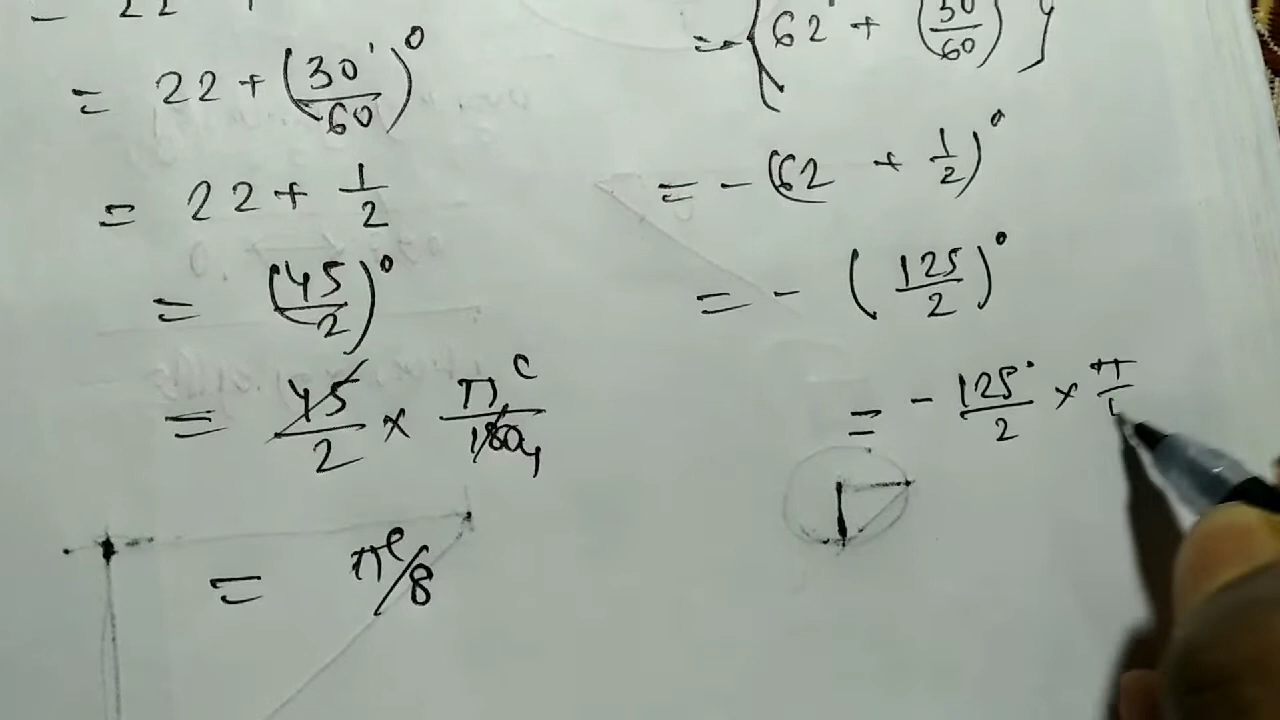 = 22 + (30'/60)°
= 22 + 1/2
= (45/2)°
= 45/2 × π^c/180
= π^c/8
= -{62° + (30/60)}
= - (62 + 1/2)°
= - (125/2)°
= - 125°/2 × π/1